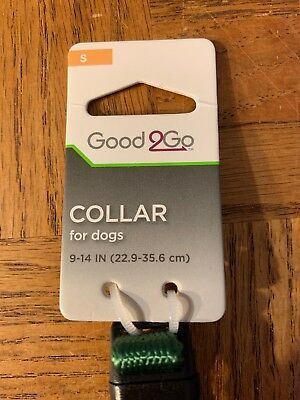 S
Good2Go
COLLAR
for dogs
9-14 IN (22.9-35.6 cm)